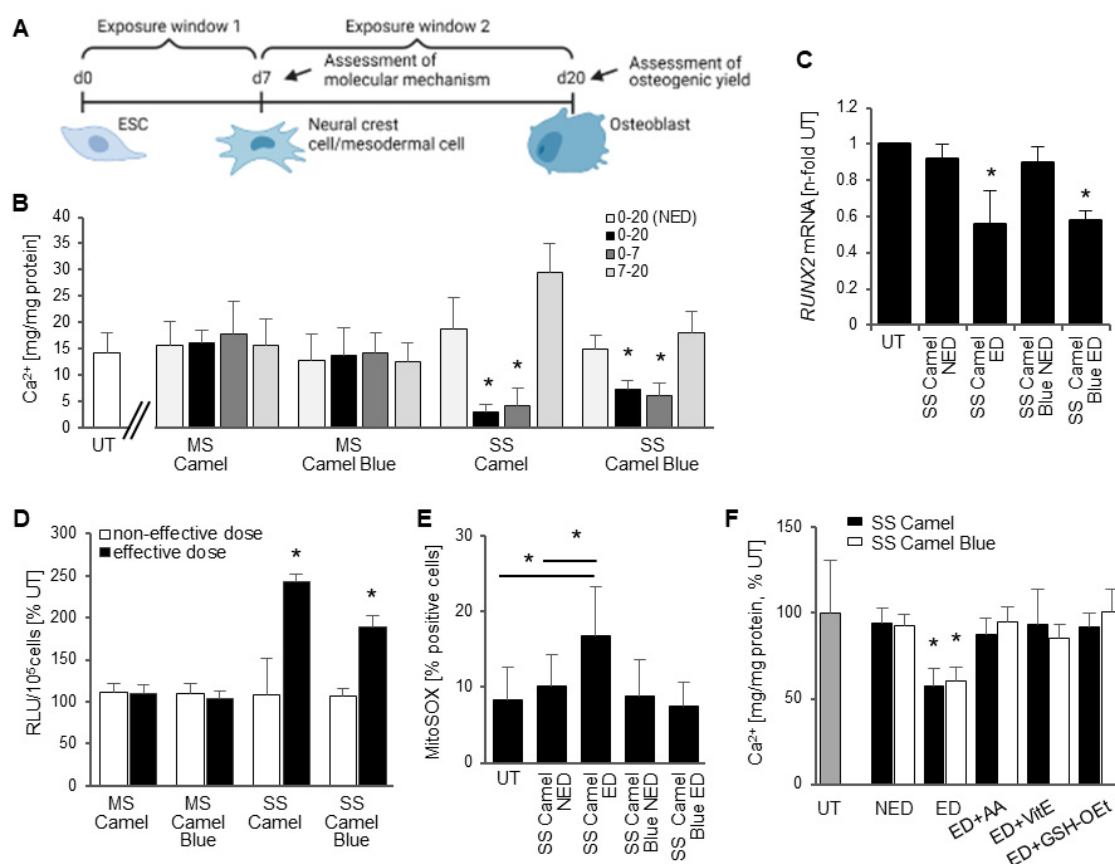 A
Exposure window 1
Exposure window 2
d0
d7
Assessment of
molecular mechanism
d20
Assessment of
osteogenic yield
ESC
Neural crest
cell/mesodermal cell
Osteoblast
B
Ca²⁺ [mg/mg protein]
40
35
30
25
20
15
10
5
0
0-20 (NED)
0-20
0-7
7-20
* * * *
UT
MS
Camel
MS
Camel Blue
SS
Camel
SS
Camel Blue
C
RUNX2 mRNA [n-fold UT]
1.2
1
0.8
0.6
0.4
0.2
0
* *
UT
SS Camel
NED
SS Camel
ED
SS Camel
Blue NED
SS Camel
Blue ED
D
RLU/10⁵cells [% UT]
300
250
200
150
100
50
0
non-effective dose
effective dose
* *
MS
Camel
MS
Camel
Blue
SS
Camel
SS
Camel
Blue
E
MitoSOX [% positive cells]
30
20
10
0
* *
UT
SS Camel
NED
SS Camel
ED
SS Camel
Blue NED
SS Camel
Blue ED
F
Ca²⁺ [mg/mg protein, % UT]
150
100
50
0
SS Camel
SS Camel Blue
* *
UT
NED
ED
ED+AA
ED+VitE
ED+GSH-OEt